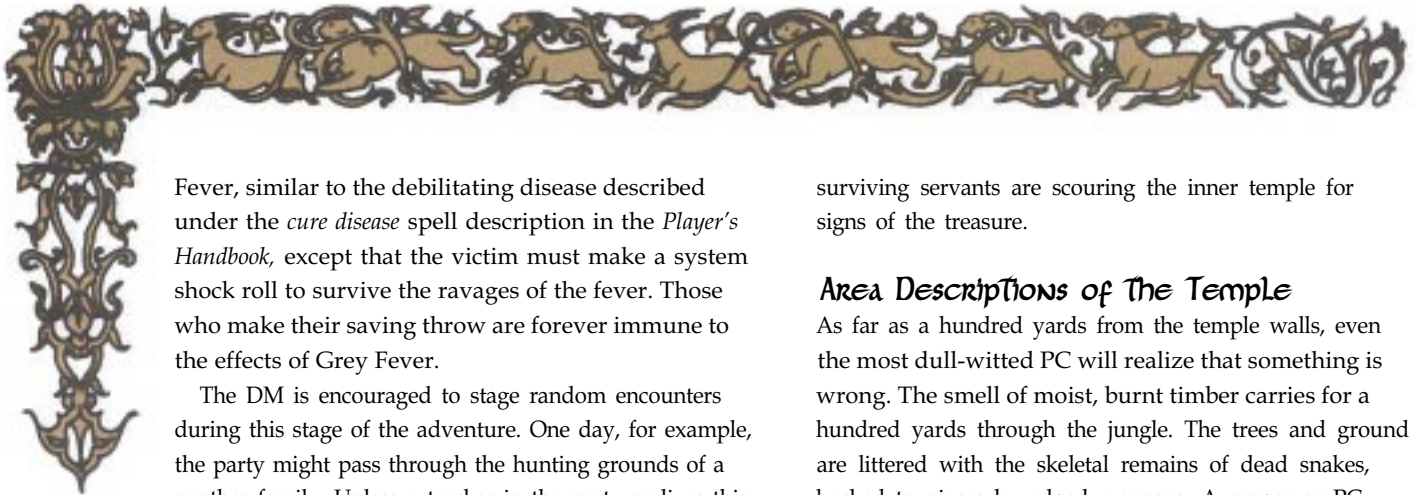 Fever, similar to the debilitating disease described
under the cure disease spell description in the Player's
Handbook, except that the victim must make a system
shock roll to survive the ravages of the fever. Those
who make their saving throw are forever immune to
the effects of Grey Fever.
The DM is encouraged to stage random encounters
during this stage of the adventure. One day, for example,
the party might pass through the hunting grounds of a
surviving servants are scouring the inner temple for
signs of the treasure.
Area Descriptions of the Temple
As far as a hundred yards from the temple walls, even
the most dull-witted PC will realize that something is
wrong. The smell of moist, burnt timber carries for a
hundred yards through the jungle. The trees and ground
are littered with the skeletal remains of dead snakes,